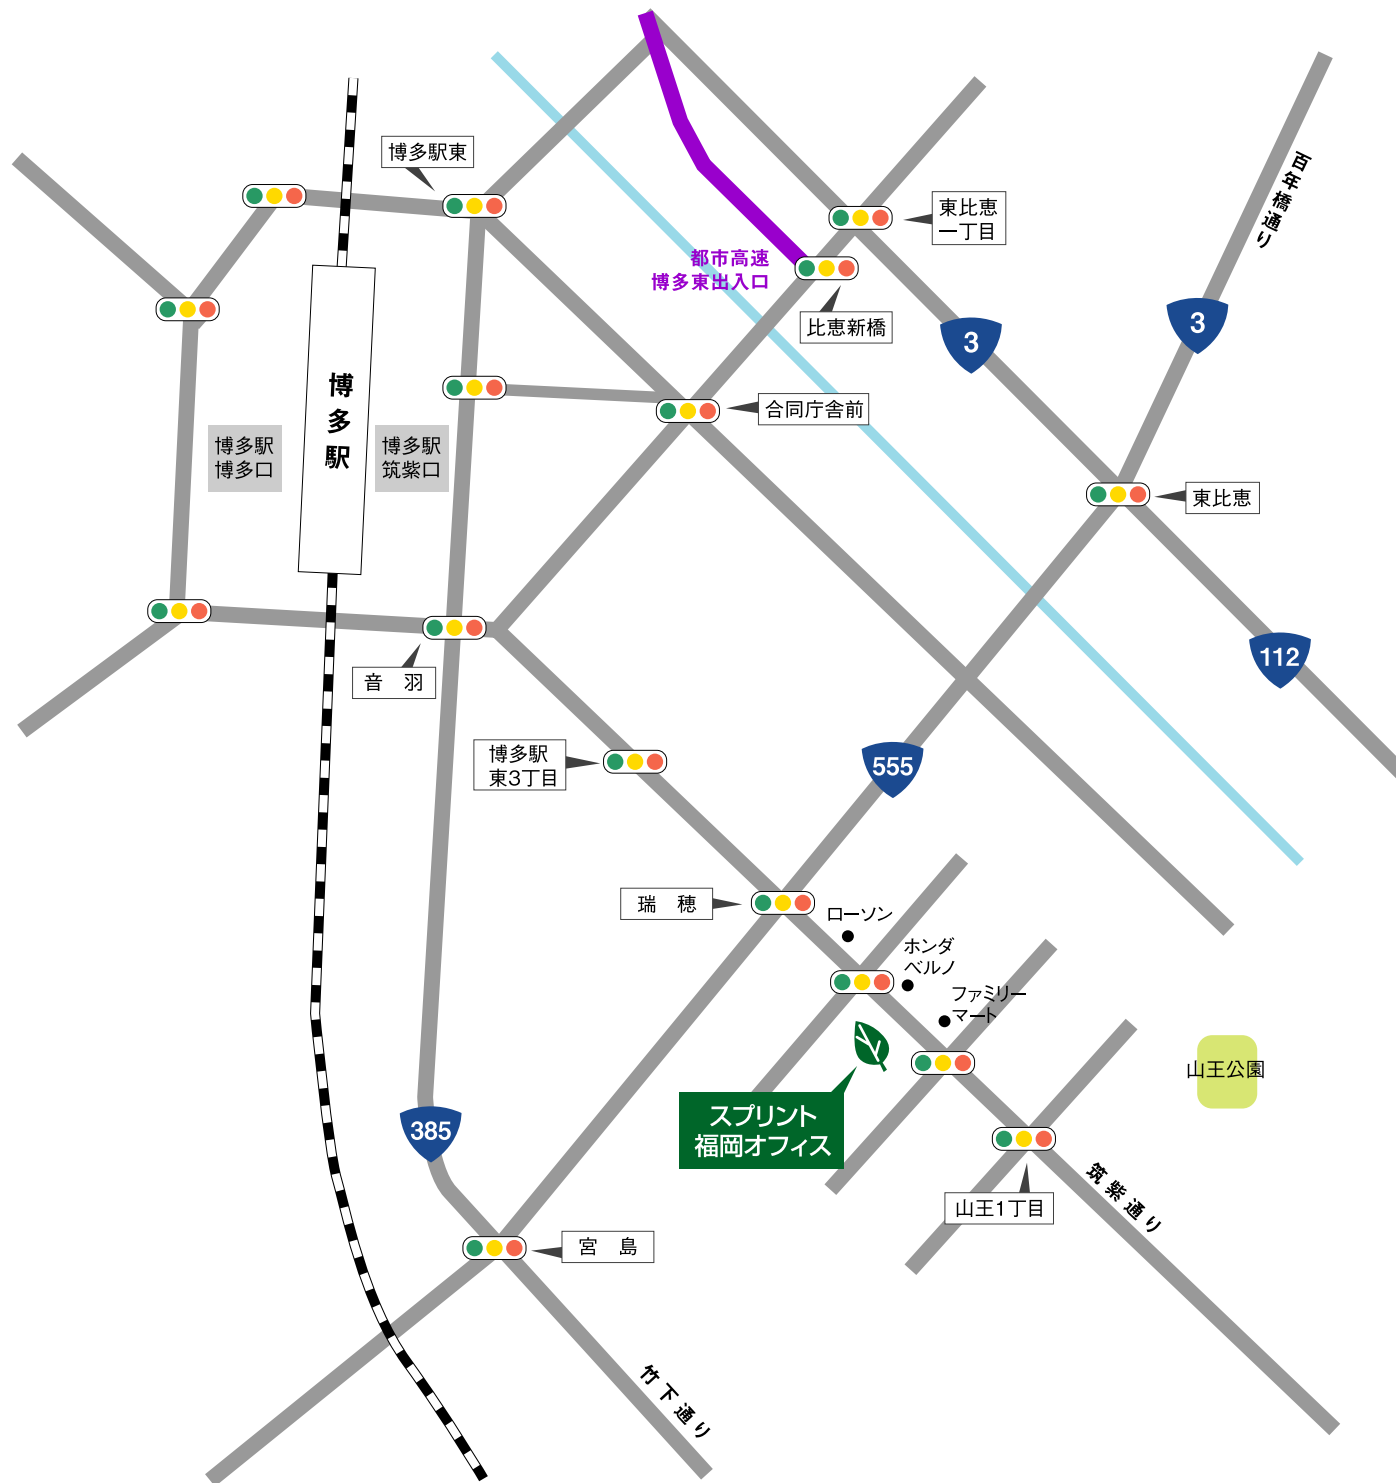 博多駅東
百年橋通り
東比恵
一丁目
都市高速
博多東出入口
比恵新橋
3
3
博多駅
博多駅
博多口
博多駅
筑紫口
合同庁舎前
東比恵
音　羽
112
博多駅
東3丁目
555
瑞　穂
ローソン
ホンダ
ベルノ
ファミリー
マート
山王公園
スプリント
福岡オフィス
385
山王1丁目
筑紫通り
宮　島
竹下通り